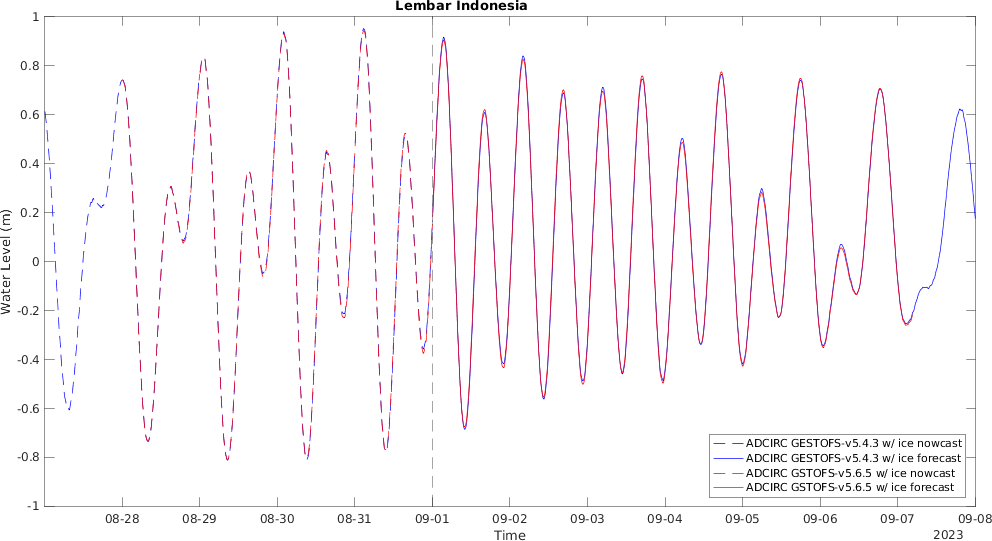 Lembar Indonesia
1
0.8
0.6
0.4
0.2
0
-0.2
-0.4
-0.6
-0.8
-1
Water Level (m)
ADCIRC GESTOFS-v5.4.3 w/ ice nowcast
ADCIRC GESTOFS-v5.4.3 w/ ice forecast
ADCIRC GSTOFS-v5.6.5 w/ ice nowcast
ADCIRC GSTOFS-v5.6.5 w/ ice forecast
08-28 08-29 08-30 08-31 09-01 09-02 09-03 09-04 09-05 09-06 09-07 09-08
Time
2023